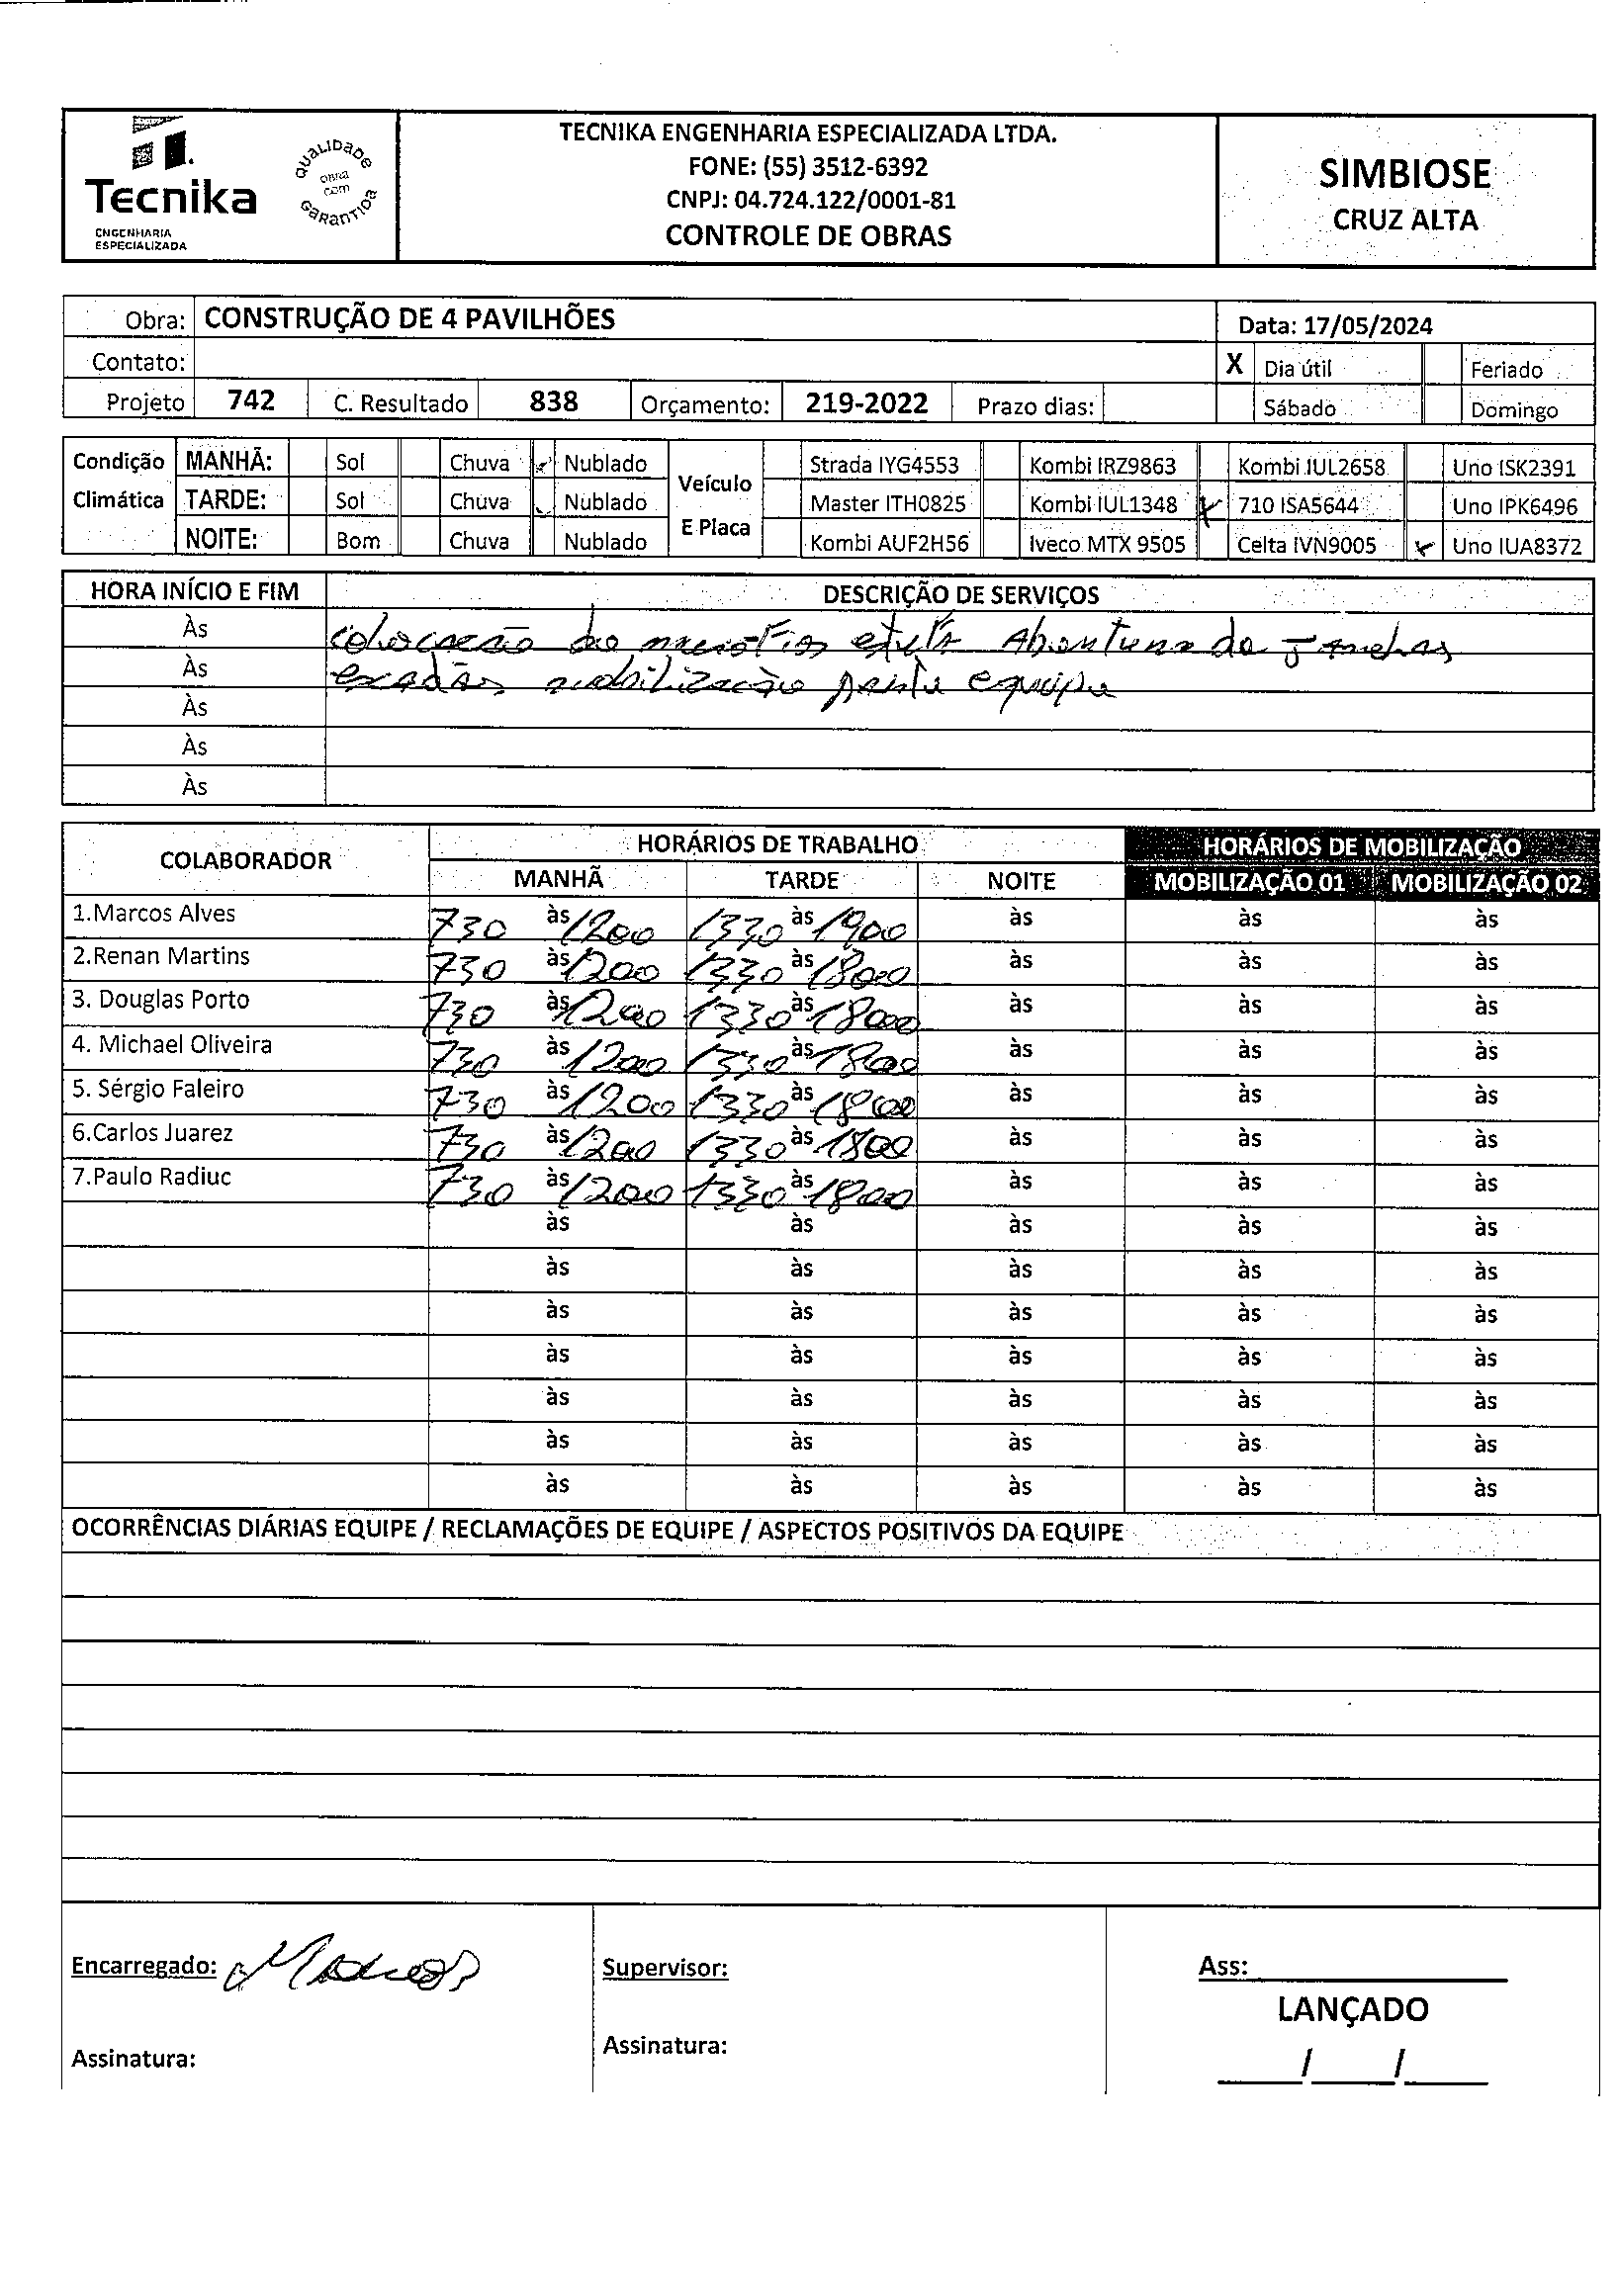 Tecnika
ENGENHARIA
ESPECIALIZADA
QUALIDADE
OBRA
COM
GARANTIDA
TECNIKA ENGENHARIA ESPECIALIZADA LTDA.
FONE: (55) 3512-6392
CNPJ: 04.724.122/0001-81
CONTROLE DE OBRAS
SIMBIOSE
CRUZ ALTA
Obra: CONSTRUÇÃO DE 4 PAVILHÕES Data: 17/05/2024
Contato: X Dia útil Feriado
Projeto 742 C. Resultado 838 Orçamento: 219-2022 Prazo dias: Sábado Domingo
Condição Climática
MANHÃ: Sol Chuva Nublado
TARDE: Sol Chuva Nublado
NOITE: Bom Chuva Nublado
Veículo E Placa
Strada IYG4553 Kombi IRZ9863 Kombi IUL2658 Uno ISK2391
Master ITH0825 Kombi IUL1348 X 710 ISA5644 Uno IPK6496
Kombi AUF2H56 Iveco MTX 9505 Celta IVN9005 X Uno IUA8372
HORA INÍCIO E FIM DESCRIÇÃO DE SERVIÇOS
Às colocação de meiofios Abertura de
Às mobilização equipe
Às
Às
Às
COLABORADOR HORÁRIOS DE TRABALHO HORÁRIOS DE MOBILIZAÇÃO
MANHÃ TARDE NOITE MOBILIZAÇÃO 01 MOBILIZAÇÃO 02
1.Marcos Alves 730 às 1200 1330 às 1900 às às às
2.Renan Martins 730 às 1200 1330 às 1800 às às às
3. Douglas Porto 730 às 1200 1330 às 1800 às às às
4. Michael Oliveira 730 às 1200 1330 às 1800 às às às
5. Sérgio Faleiro 730 às 1200 1330 às 1800 às às às
6.Carlos Juarez 730 às 1200 1330 às 1800 às às às
7.Paulo Radiuc 730 às 1200 1330 às 1800 às às às
às às às às às
às às às às às
às às às às às
às às às às às
às às às às às
às às às às às
às às às às às
OCORRÊNCIAS DIÁRIAS EQUIPE / RECLAMAÇÕES DE EQUIPE / ASPECTOS POSITIVOS DA EQUIPE
Encarregado: Marcos Supervisor: Ass:
LANÇADO
Assinatura: Assinatura: / /